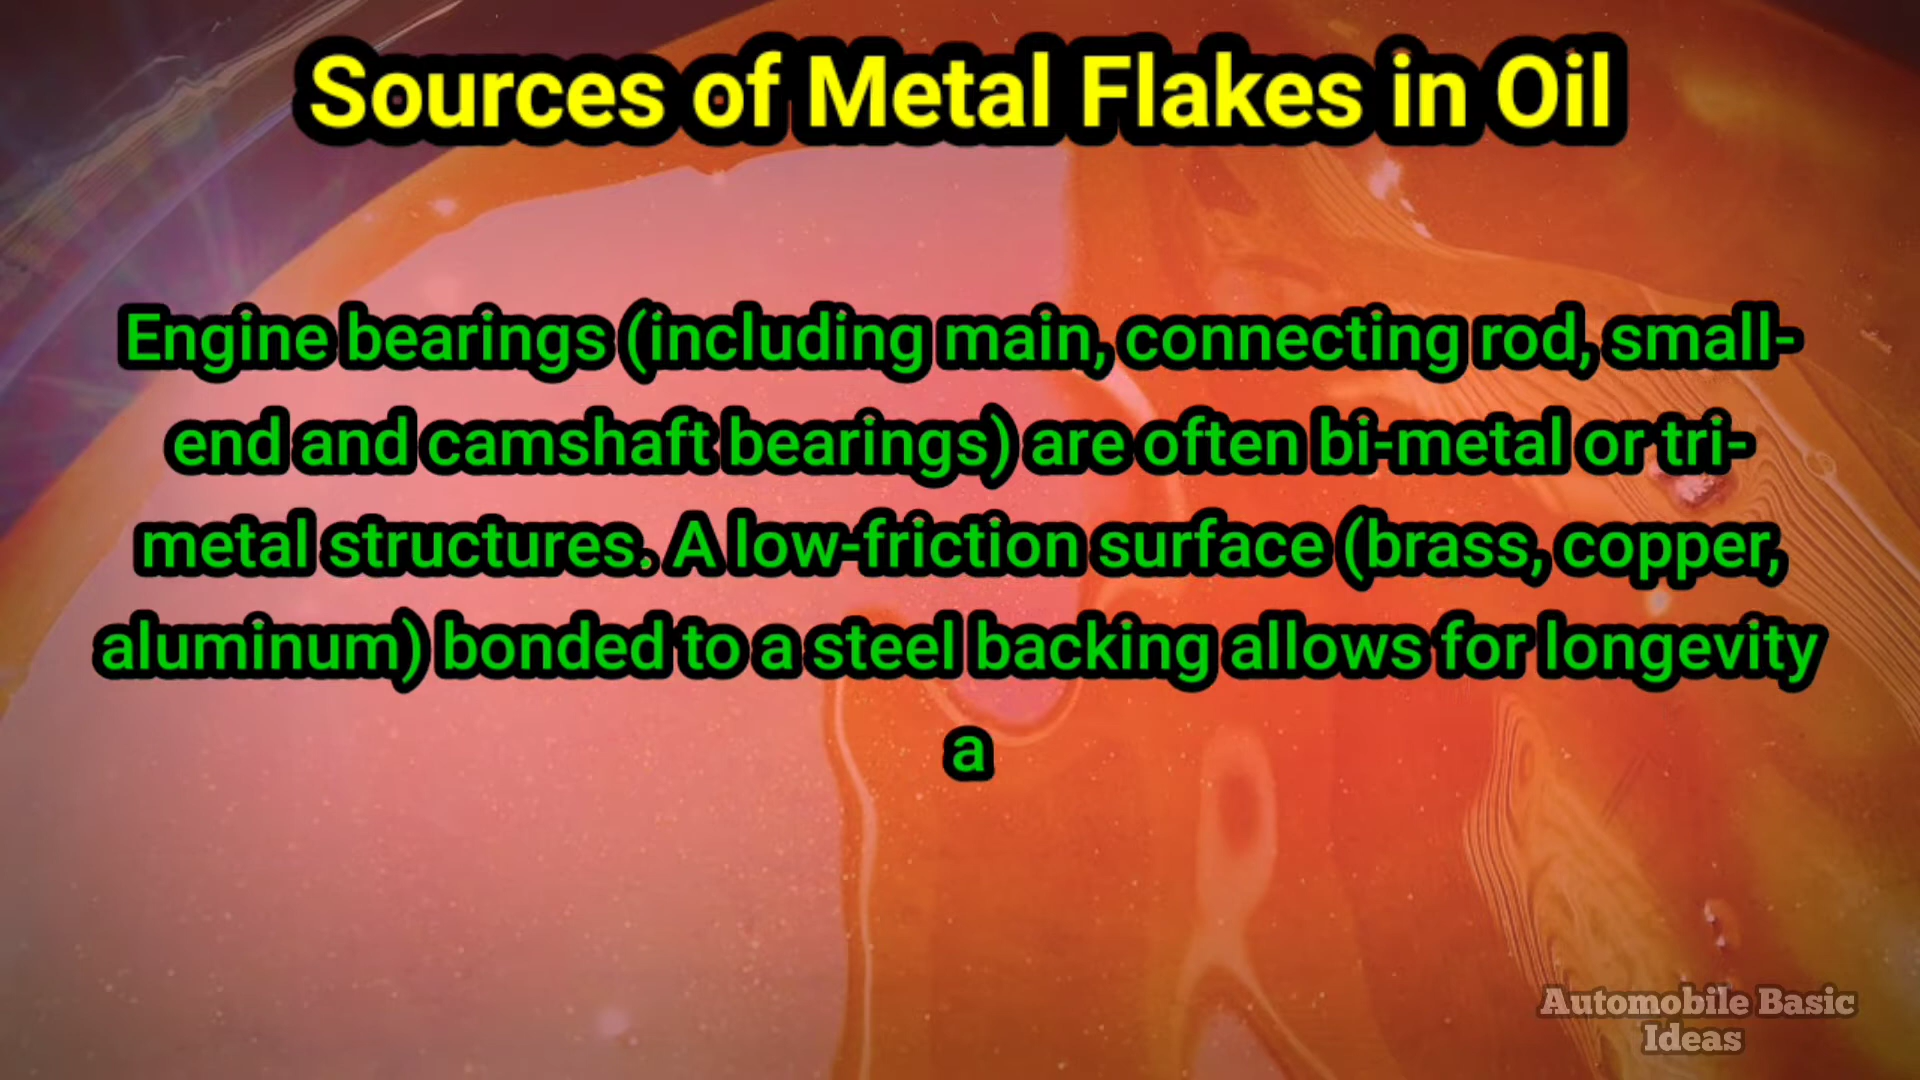 Sources of Metal Flakes in Oil
Engine bearings (including main, connecting rod, small-
end and camshaft bearings) are often bi-metal or tri-
metal structures. A low-friction surface (brass, copper,
aluminum) bonded to a steel backing allows for longevity
a
Automobile Basic
Ideas